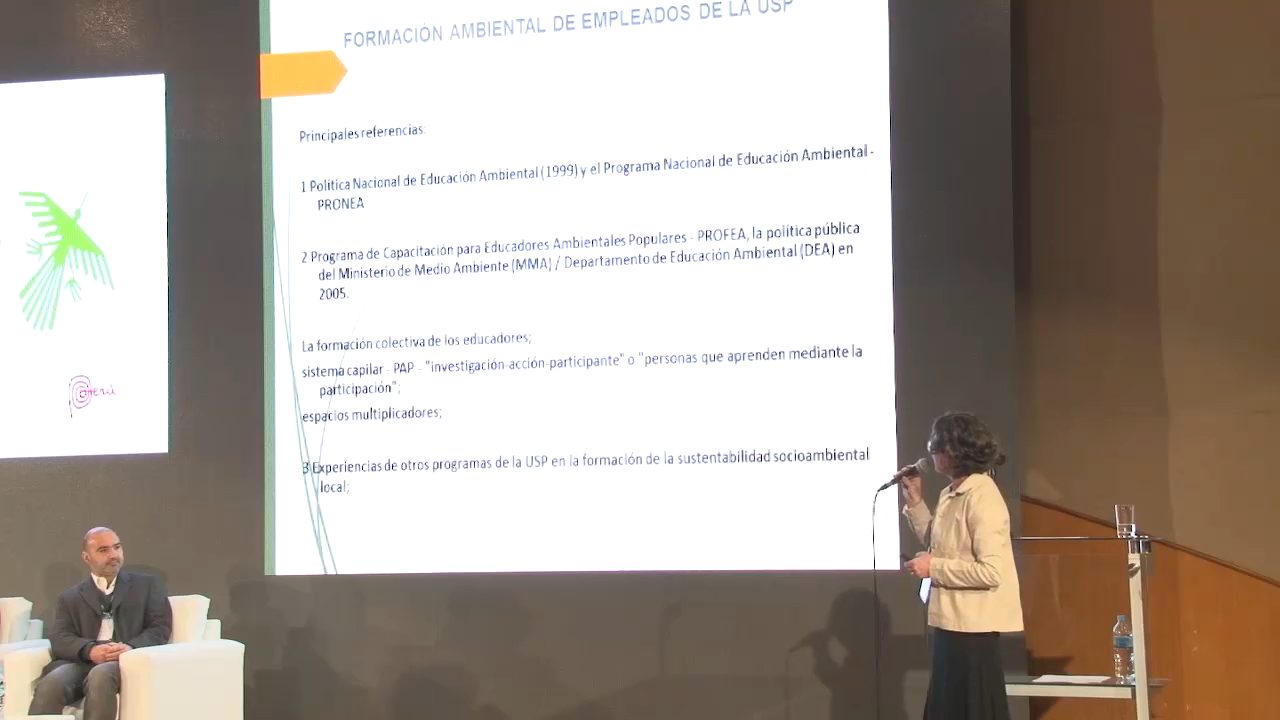 FORMACIÓN AMBIENTAL DE EMPLEADOS DE LA USP
Principales referencias:
1 Política Nacional de Educación Ambiental (1999) y el Programa Nacional de Educación Ambiental -
PRONEA
2 Programa de Capacitación para Educadores Ambientales Populares - PROFEA, la política pública
del Ministerio de Medio Ambiente (MMA) / Departamento de Educación Ambiental (DEA) en
2005.
La formación colectiva de los educadores;
sistema capilar - PAP - "investigación-acción-participante" o "personas que aprenden mediante la
participación";
espacios multiplicadores;
3 Experiencias de otros programas de la USP en la formación de la sustentabilidad socioambiental
local;
Perú